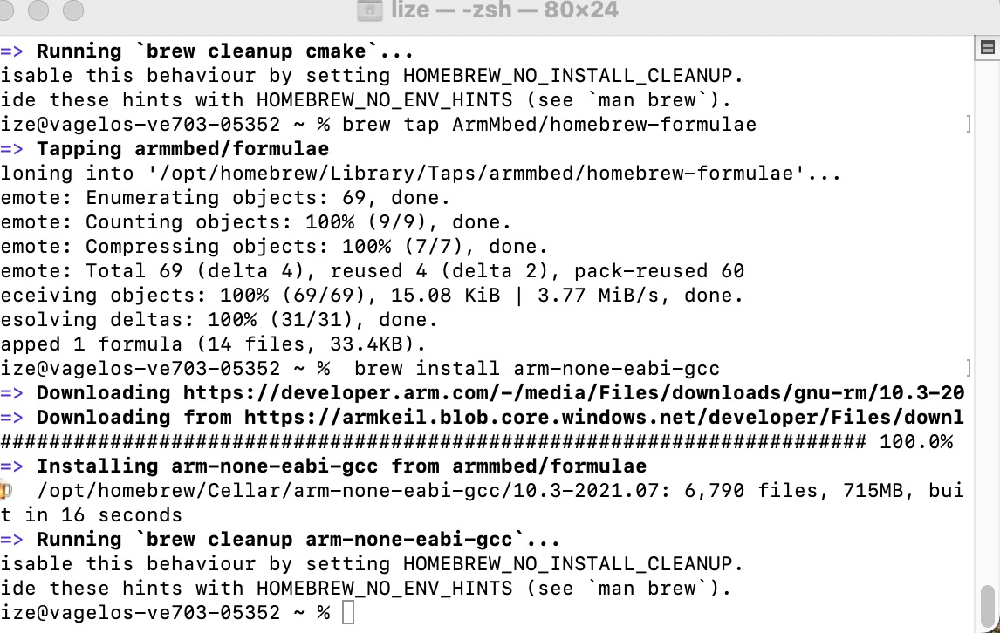 lize — -zsh — 80×24
=> Running `brew cleanup cmake`...
isable this behaviour by setting HOMEBREW_NO_INSTALL_CLEANUP.
ide these hints with HOMEBREW_NO_ENV_HINTS (see `man brew`).
ize@vagelos-ve703-05352 ~ % brew tap ArmMbed/homebrew-formulae ]
=> Tapping armmbed/formulae
loning into '/opt/homebrew/Library/Taps/armmbed/homebrew-formulae'...
emote: Enumerating objects: 69, done.
emote: Counting objects: 100% (9/9), done.
emote: Compressing objects: 100% (7/7), done.
emote: Total 69 (delta 4), reused 4 (delta 2), pack-reused 60
eceiving objects: 100% (69/69), 15.08 KiB | 3.77 MiB/s, done.
esolving deltas: 100% (31/31), done.
apped 1 formula (14 files, 33.4KB).
ize@vagelos-ve703-05352 ~ %  brew install arm-none-eabi-gcc ]
=> Downloading https://developer.arm.com/-/media/Files/downloads/gnu-rm/10.3-20
=> Downloading from https://armkeil.blob.core.windows.net/developer/Files/downl
####################################################################### 100.0%
=> Installing arm-none-eabi-gcc from armmbed/formulae
🍺  /opt/homebrew/Cellar/arm-none-eabi-gcc/10.3-2021.07: 6,790 files, 715MB, bui
t in 16 seconds
=> Running `brew cleanup arm-none-eabi-gcc`...
isable this behaviour by setting HOMEBREW_NO_INSTALL_CLEANUP.
ide these hints with HOMEBREW_NO_ENV_HINTS (see `man brew`).
ize@vagelos-ve703-05352 ~ %